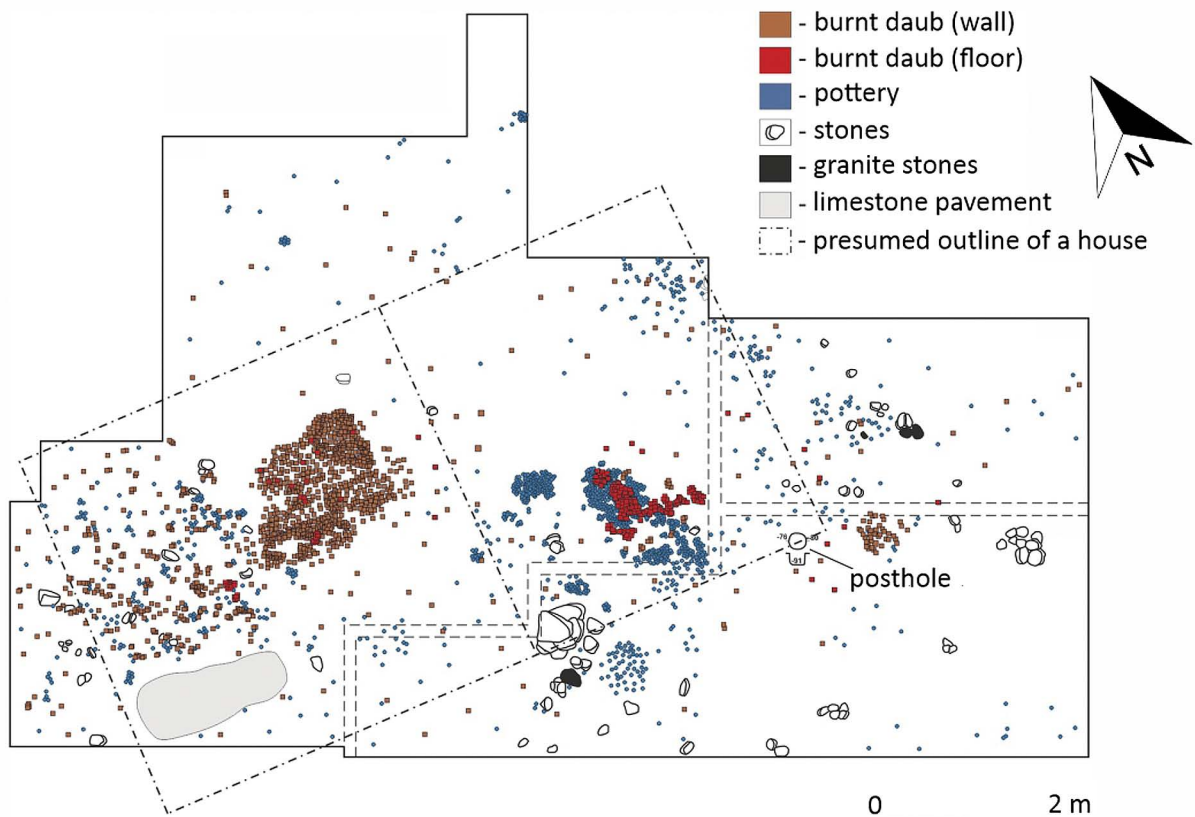 - burnt daub (wall)
- burnt daub (floor)
- pottery
- stones
- granite stones
- limestone pavement
- presumed outline of a house
N
-91
posthole
0 2 m